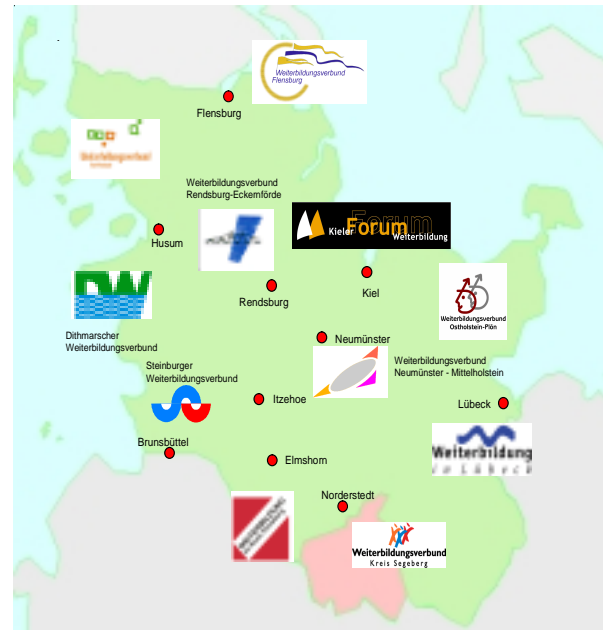 Weiterbildungsverbund
Flensburg
Flensburg
Weiterbildungsverbund
Rendsburg-Eckernförde
Kieler Forum
Weiterbildung
Husum
Rendsburg
Kiel
Weiterbildungsverbund
Ostholstein-Plön
DW
Dithmarscher
Weiterbildungsverbund
Neumünster
Steinburger
Weiterbildungsverbund
Weiterbildungsverbund
Neumünster - Mittelholstein
Itzehoe
Lübeck
Brunsbüttel
Weiterbildung
in Lübeck
Elmshorn
Norderstedt
Weiterbildungsverbund
Kreis Segeberg